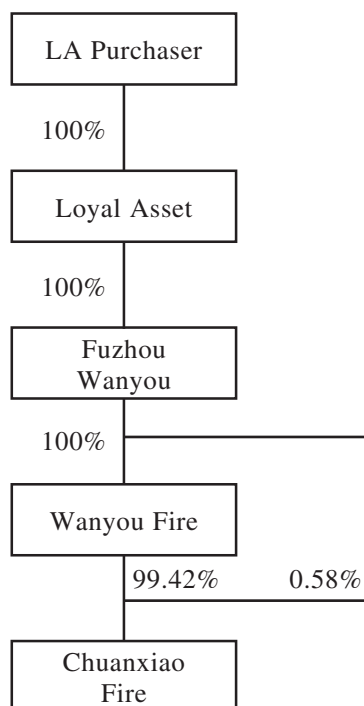 LA Purchaser
100%
Loyal Asset
100%
Fuzhou
Wanyou
100%
Wanyou Fire
99.42% 0.58%
Chuanxiao
Fire